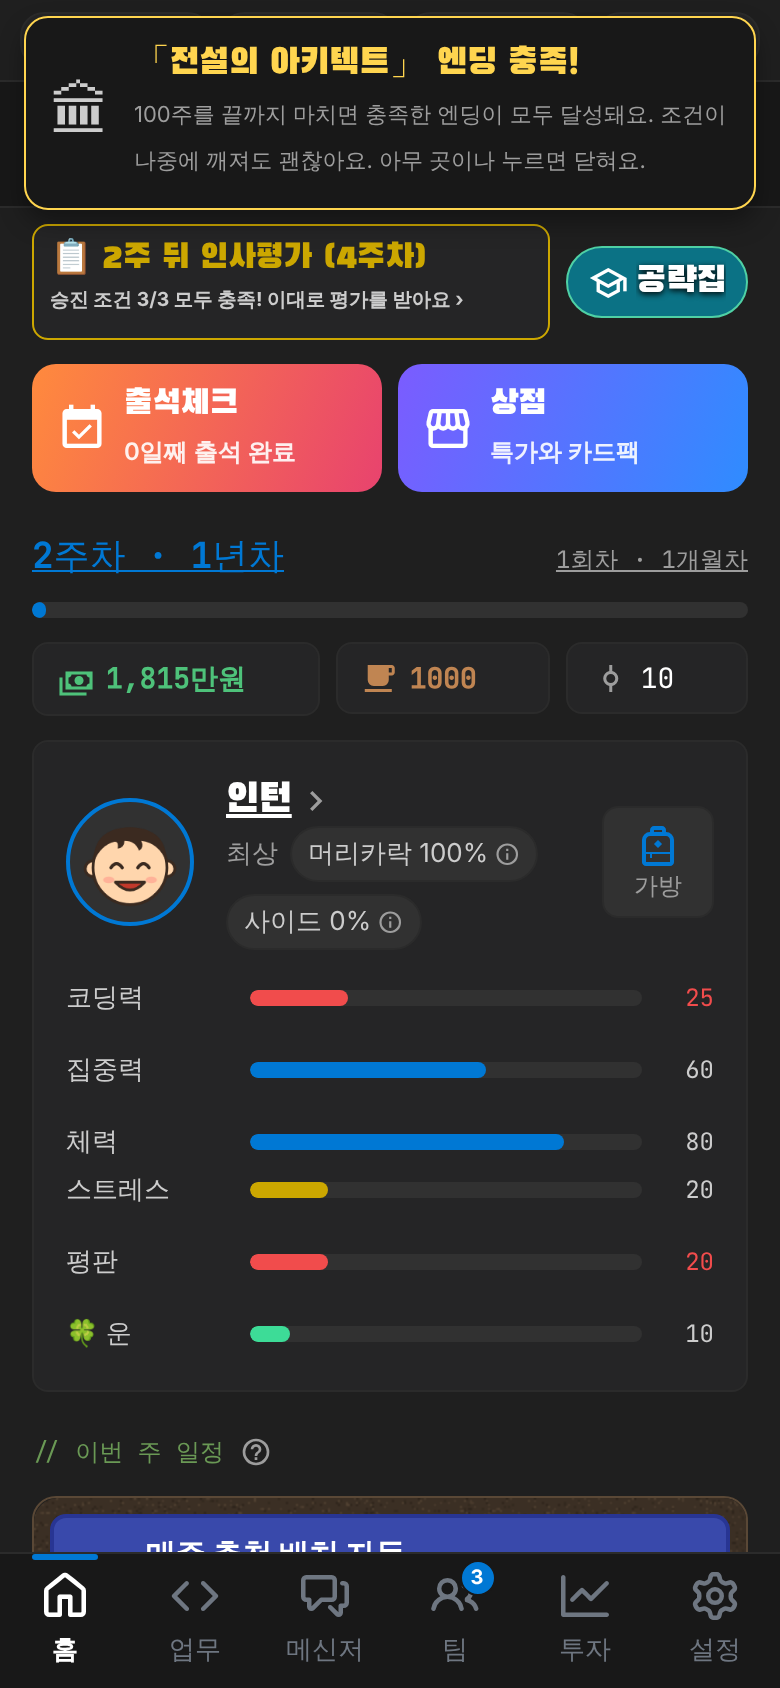 「전설의 아키텍트」 엔딩 충족!
100주를 끝까지 마치면 충족한 엔딩이 모두 달성돼요. 조건이
나중에 깨져도 괜찮아요. 아무 곳이나 누르면 닫혀요.
2주 뒤 인사평가 (4주차)
승진 조건 3/3 모두 충족! 이대로 평가를 받아요 ›
공략집
출석체크
0일째 출석 완료
상점
특가와 카드팩
2주차 · 1년차
1회차 · 1개월차
1,815만원
1000
10
인턴
최상 머리카락 100%
사이드 0%
가방
코딩력 25
집중력 60
체력 80
스트레스 20
평판 20
운 10
// 이번 주 일정
매주 추천 배치 자동
3
홈 업무 메신저 팀 투자 설정